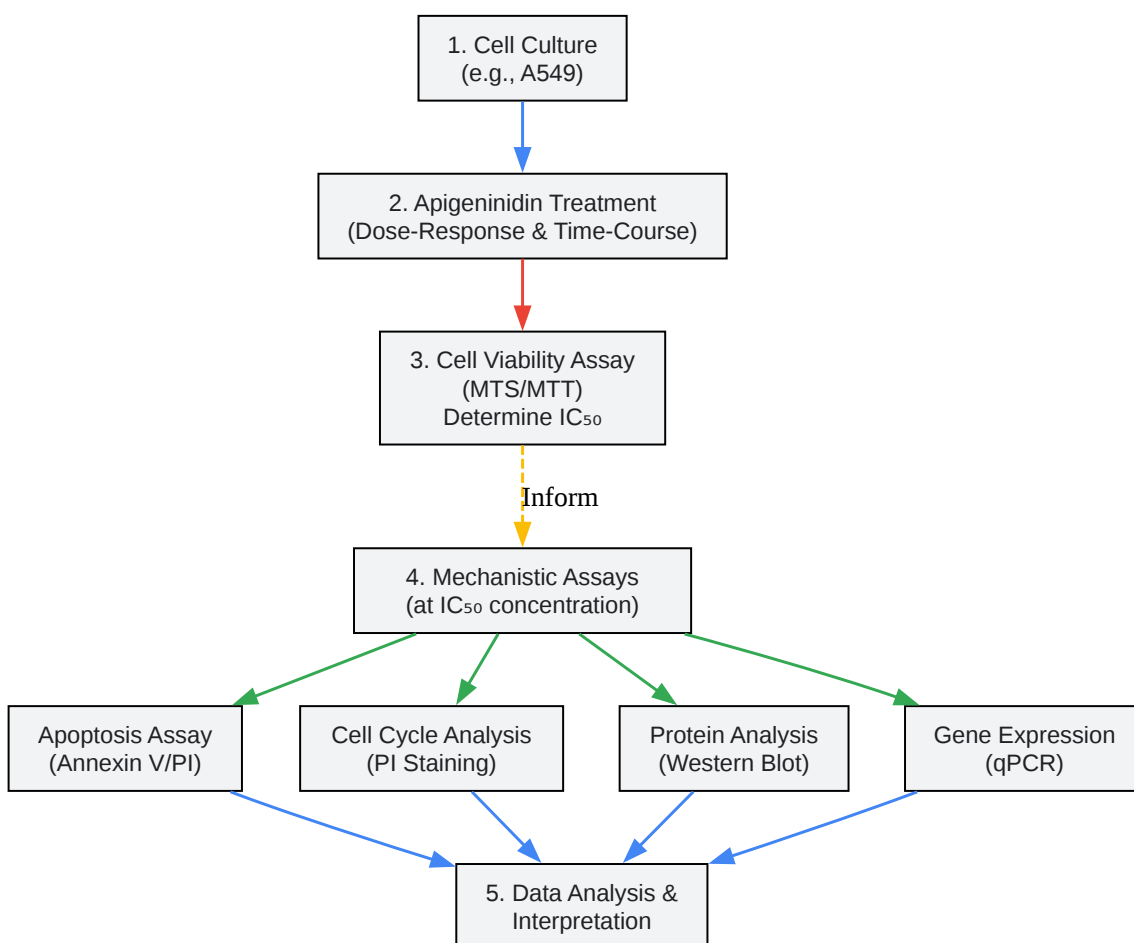 1. Cell Culture
(e.g., A549)
2. Apigeninidin Treatment
(Dose-Response & Time-Course)
3. Cell Viability Assay
(MTS/MTT)
Determine IC₅₀
Inform
4. Mechanistic Assays
(at IC₅₀ concentration)
Apoptosis Assay
(Annexin V/PI)
Cell Cycle Analysis
(PI Staining)
Protein Analysis
(Western Blot)
Gene Expression
(qPCR)
5. Data Analysis &
Interpretation